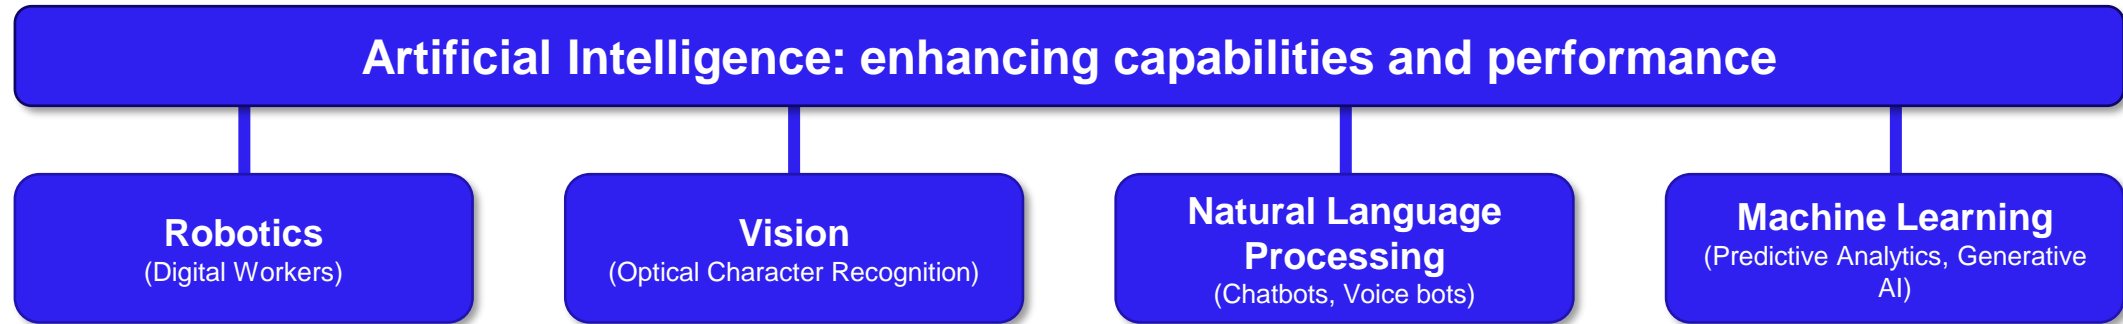 Artificial Intelligence: enhancing capabilities and performance
Robotics
(Digital Workers)
Vision
(Optical Character Recognition)
Natural Language
Processing
(Chatbots, Voice bots)
Machine Learning
(Predictive Analytics, Generative
AI)